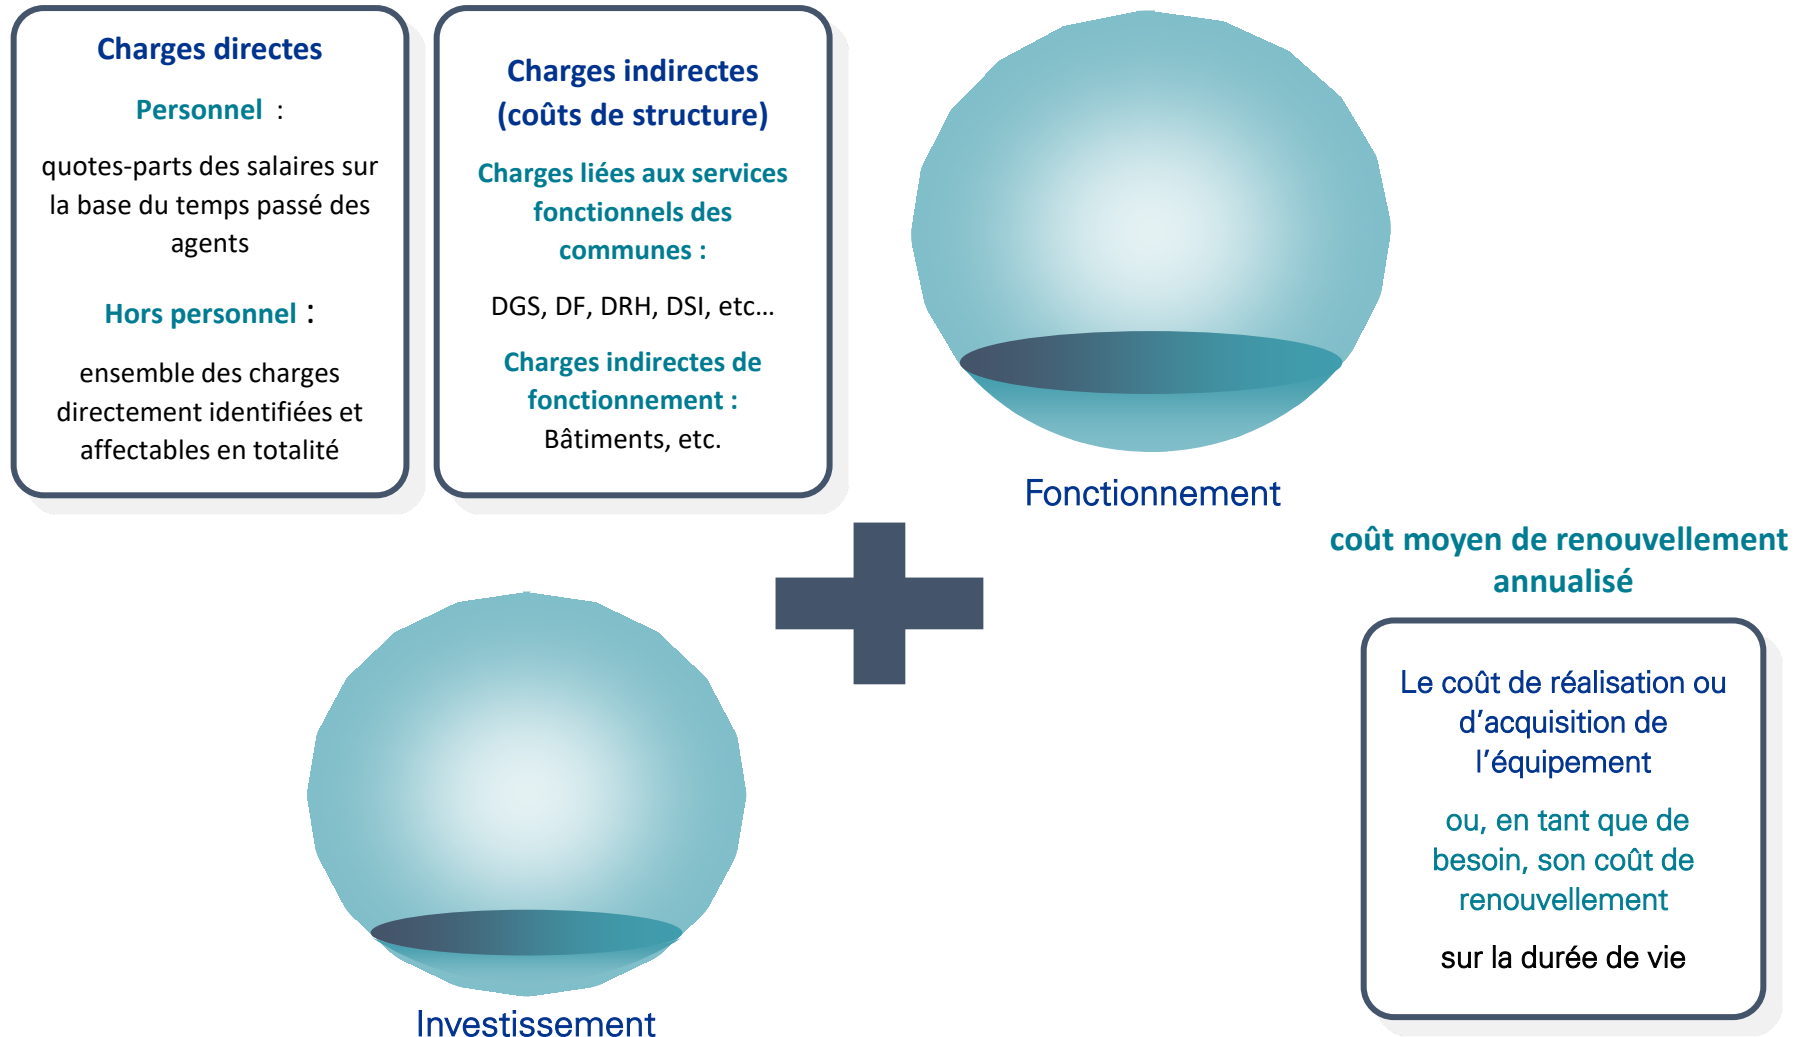 Charges directes
Personnel :
quotes-parts des salaires sur
la base du temps passé des
agents
Hors personnel :
ensemble des charges
directement identifiées et
affectables en totalité
Charges indirectes
(coûts de structure)
Charges liées aux services
fonctionnels des
communes :
DGS, DF, DRH, DSI, etc…
Charges indirectes de
fonctionnement :
Bâtiments, etc.
Fonctionnement
coût moyen de renouvellement
annualisé
Le coût de réalisation ou
d’acquisition de
l’équipement
ou, en tant que de
besoin, son coût de
renouvellement
sur la durée de vie
Investissement